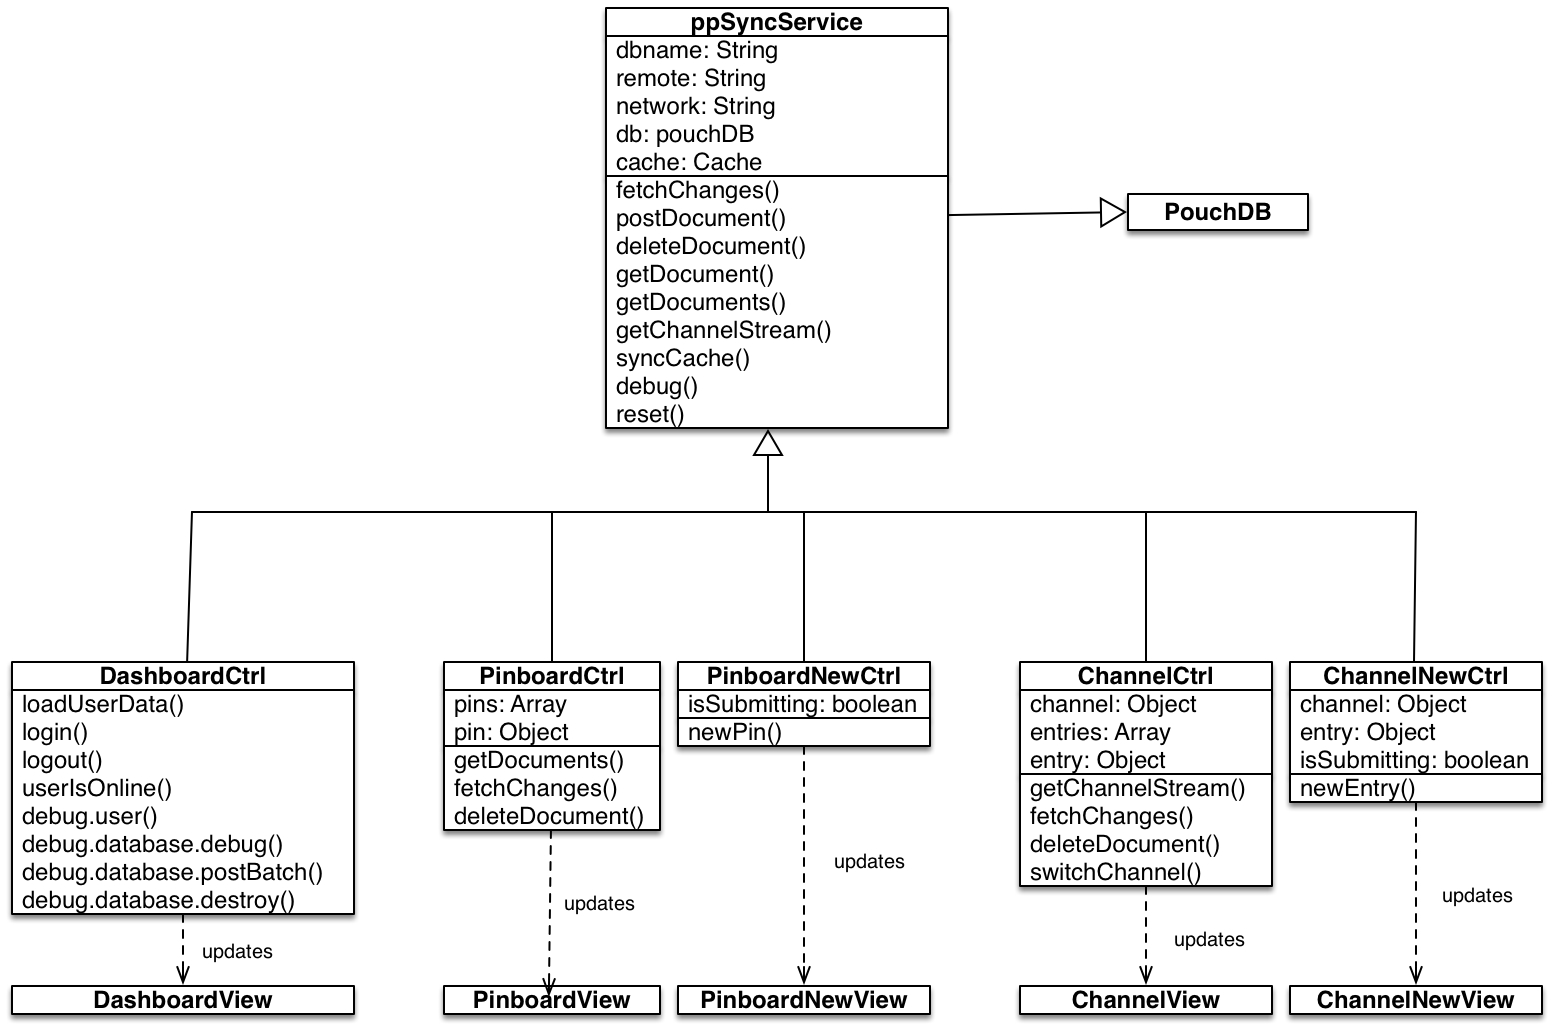 ppSyncService
dbname: String
remote: String
network: String
db: pouchDB
cache: Cache
fetchChanges()
postDocument()
deleteDocument()
getDocument()
getDocuments()
getChannelStream()
syncCache()
debug()
reset()
PouchDB
DashboardCtrl
loadUserData()
login()
logout()
userIsOnline()
debug.user()
debug.database.debug()
debug.database.postBatch()
debug.database.destroy()
updates
DashboardView
PinboardCtrl
pins: Array
pin: Object
getDocuments()
fetchChanges()
deleteDocument()
updates
PinboardView
PinboardNewCtrl
isSubmitting: boolean
newPin()
updates
PinboardNewView
ChannelCtrl
channel: Object
entries: Array
entry: Object
getChannelStream()
fetchChanges()
deleteDocument()
switchChannel()
updates
ChannelView
ChannelNewCtrl
channel: Object
entry: Object
isSubmitting: boolean
newEntry()
updates
ChannelNewView